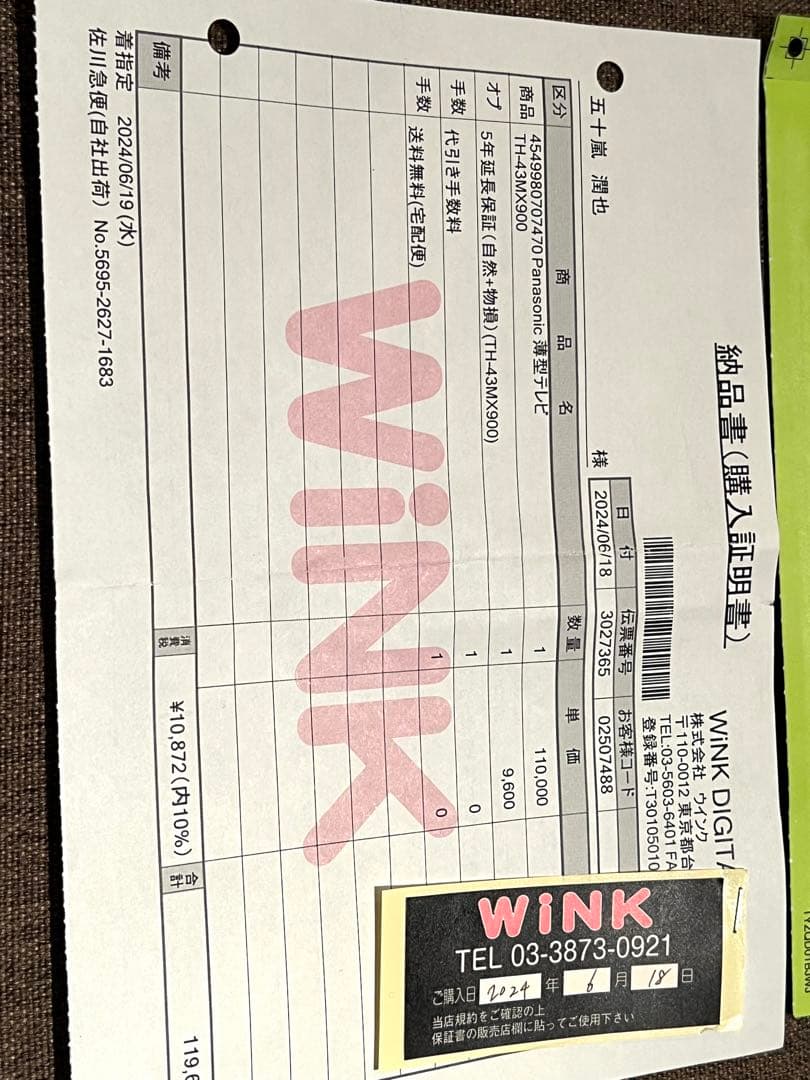 納品書(購入証明書)
WiNK DIGITA
株式会社 ウインク
〒110-0012 東京都台
TEL:03-5603-6401 FA
登録番号:T30105010
五十嵐 潤也 様
日付 伝票番号 お客様コード
2024/06/18 3027365 02507488
区分 商品名 数量 単価
商品 4549980707470 Panasonic 薄型テレビ 1 110,000
TH-43MX900
オプ 5年延長保証(自然+物損)(TH-43MX900) 1 9,600
手数 代引き手数料 1 0
手数 送料無料(宅配便) 1 0
WiNK
備考 消費税 ¥10,872(内10%) 合計 119,6
着指定 2024/06/19(水)
佐川急便(自社出荷) No.5695-2627-1683
WiNK
TEL 03-3873-0921
ご購入日 2024 年 6 月 18 日
当店規約をご確認の上
保証書の販売店欄に貼ってご使用下さい